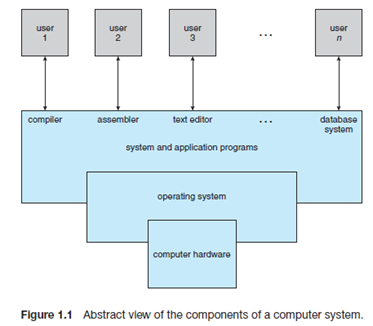 user
1
user
2
user
3
...
user
n
compiler
assembler
text editor
...
database
system
system and application programs
operating system
computer hardware
Figure 1.1 Abstract view of the components of a computer system.